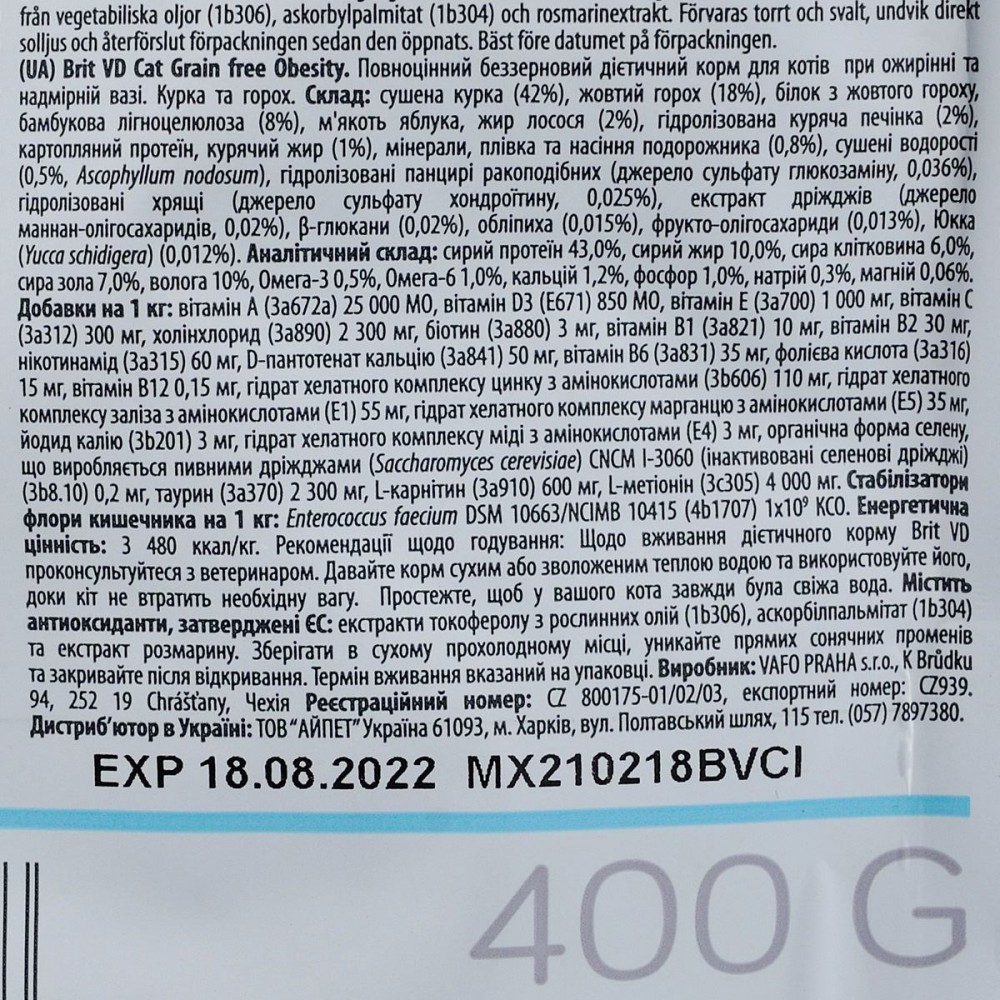 från vegetabiliska oljor (1b306), askorbylpalmitat (1b304) och rosmarinextrakt. Förvaras torrt och svalt, undvik direkt
solljus och återförslut förpackningen sedan den öppnats. Bäst före datumet på förpackningen.
(UA) Brit VD Cat Grain free Obesity. Повноцінний беззерновий дієтичний корм для котів при ожирінні та
надмірній вазі. Курка та горох. Склад: сушена курка (42%), жовтий горох (18%), білок з жовтого гороху,
бамбукова лігноцелюлоза (8%), м'якоть яблука, жир лосося (2%), гідролізована куряча печінка (2%),
картопляний протеїн, курячий жир (1%), мінерали, плівка та насіння подорожника (0,8%), сушені водорості
(0,5%, Ascophyllum nodosum), гідролізовані панцирі ракоподібних (джерело сульфату глюкозаміну, 0,036%),
гідролізовані хрящі (джерело сульфату хондроїтину, 0,025%), екстракт дріжджів (джерело
маннан-олігосахаридів, 0,02%), β-глюкани (0,02%), обліпиха (0,015%), фрукто-олігосахариди (0,013%), Юкка
(Yucca schidigera) (0,012%). Аналітичний склад: сирий протеїн 43,0%, сирий жир 10,0%, сира клітковина 6,0%,
сира зола 7,0%, волога 10%, Омега-3 0,5%, Омега-6 1,0%, кальцій 1,2%, фосфор 1,0%, натрій 0,3%, магній 0,06%.
Добавки на 1 кг: вітамін А (3a672a) 25 000 МО, вітамін D3 (E671) 850 МО, вітамін Е (3a700) 1 000 мг, вітамін С
(3a312) 300 мг, холінхлорид (3a890) 2 300 мг, біотин (3a880) 3 мг, вітамін В1 (3a821) 10 мг, вітамін В2 30 мг,
нікотинамід (3a315) 60 мг, D-пантотенат кальцію (3a841) 50 мг, вітамін В6 (3a831) 35 мг, фолієва кислота (3a316)
15 мг, вітамін В12 0,15 мг, гідрат хелатного комплексу цинку з амінокислотами (3b606) 110 мг, гідрат хелатного
комплексу заліза з амінокислотами (E1) 55 мг, гідрат хелатного комплексу марганцю з амінокислотами (E5) 35 мг,
йодид калію (3b201) 3 мг, гідрат хелатного комплексу міді з амінокислотами (E4) 3 мг, органічна форма селену,
що виробляється пивними дріжджами (Saccharomyces cerevisiae) CNCM I-3060 (інактивовані селенові дріжджі)
(3b8.10) 0,2 мг, таурин (3a370) 2 300 мг, L-карнітин (3a910) 600 мг, L-метіонін (3c305) 4 000 мг. Стабілізатори
флори кишечника на 1 кг: Enterococcus faecium DSM 10663/NCIMB 10415 (4b1707) 1x10⁹ КСО. Енергетична
цінність: 3 480 ккал/кг. Рекомендації щодо годування: Щодо вживання дієтичного корму Brit VD
проконсультуйтеся з ветеринаром. Давайте корм сухим або зволоженим теплою водою та використовуйте його,
доки кіт не втратить необхідну вагу. Простежте, щоб у вашого кота завжди була свіжа вода. Містить
антиоксиданти, затверджені ЄС: екстракти токоферолу з рослинних олій (1b306), аскорбілпальмітат (1b304)
та екстракт розмарину. Зберігати в сухому прохолодному місці, уникайте прямих сонячних променів
та закривайте після відкривання. Термін вживання вказаний на упаковці. Виробник: VAFO PRAHA s.r.o., K Brůdku
94, 252 19 Chrášťany, Чехія Реєстраційний номер: CZ 800175-01/02/03, експортний номер: CZ939.
Дистриб'ютор в Україні: ТОВ "АЙПЕТ" Україна 61093, м. Харків, вул. Полтавський шлях, 115 тел. (057) 7897380.
EXP 18.08.2022 MX210218BVCI
400 G